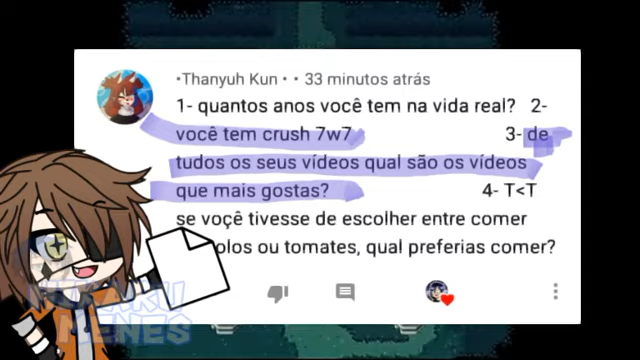 •Thanyuh Kun • • 33 minutos atrás
1- quantos anos você tem na vida real? 2-
você tem crush 7w7 3- de
tudos os seus vídeos qual são os vídeos
que mais gostas? 4- T<T
se voçê tivesse de escolher entre comer
olos ou tomates, qual preferias comer?
MENES